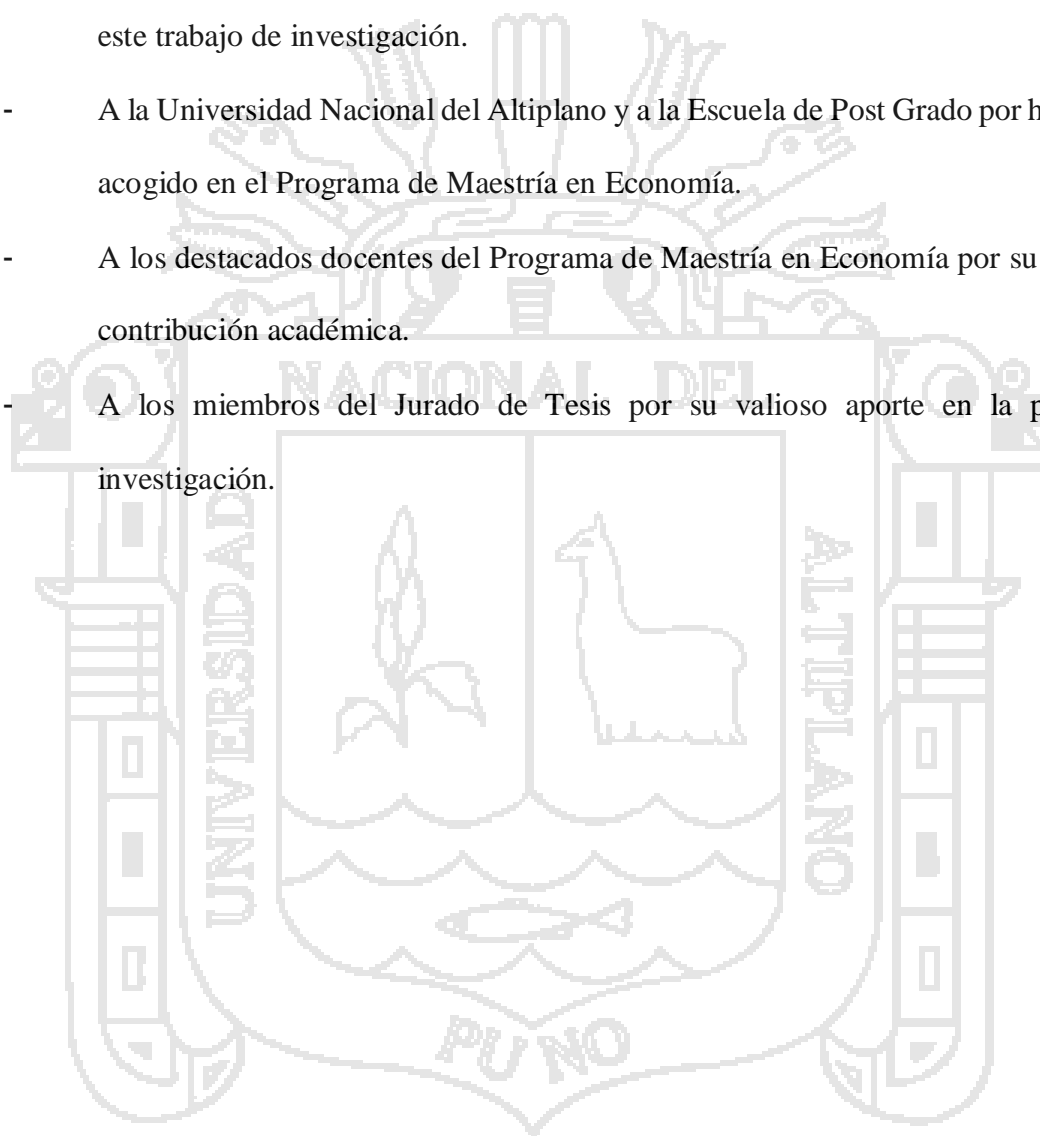 este trabajo de investigación.
- A la Universidad Nacional del Altiplano y a la Escuela de Post Grado por
acogido en el Programa de Maestría en Economía.
- A los destacados docentes del Programa de Maestría en Economía por su
contribución académica.
- A los miembros del Jurado de Tesis por su valioso aporte en la
investigación.
NACIONAL DEL
UNIVERSIDAD
ALTIPLANO
PUNO